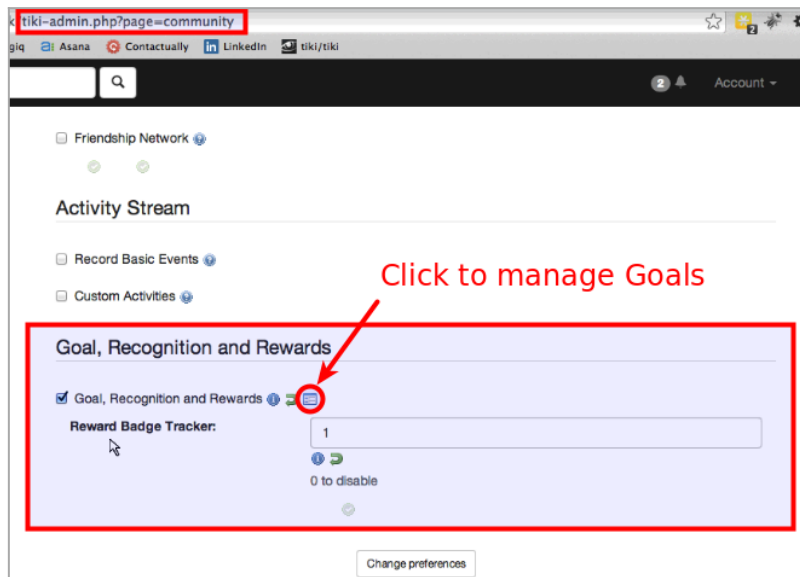 tiki-admin.php?page=community
2
giq Asana Contactually LinkedIn tiki/tiki
2 Account
Friendship Network
Activity Stream
Record Basic Events
Click to manage Goals
Custom Activities
Goal, Recognition and Rewards
Goal, Recognition and Rewards
Reward Badge Tracker:
1
0 to disable
Change preferences